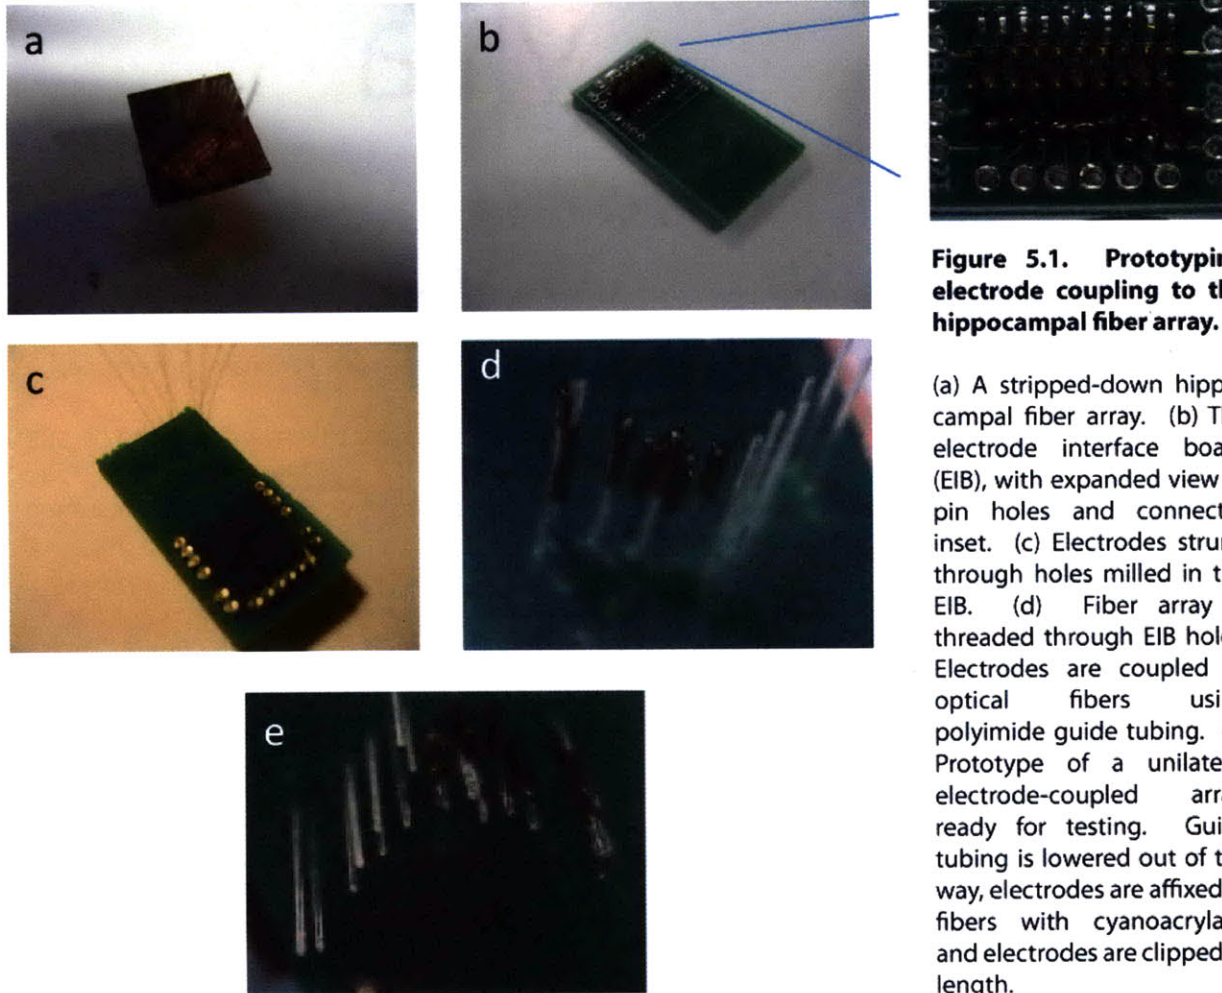 a
b
c
d
e
Figure 5.1. Prototypin
electrode coupling to th
hippocampal fiber array.
(a) A stripped-down hipp
campal fiber array. (b) Th
electrode interface boa
(EIB), with expanded view
pin holes and connect
inset. (c) Electrodes strun
through holes milled in t
EIB. (d) Fiber array
threaded through EIB hole
Electrodes are coupled
optical fibers usi
polyimide guide tubing.
Prototype of a unilate
electrode-coupled arr
ready for testing. Gui
tubing is lowered out of t
way, electrodes are affixed
fibers with cyanoacryla
and electrodes are clipped
length.